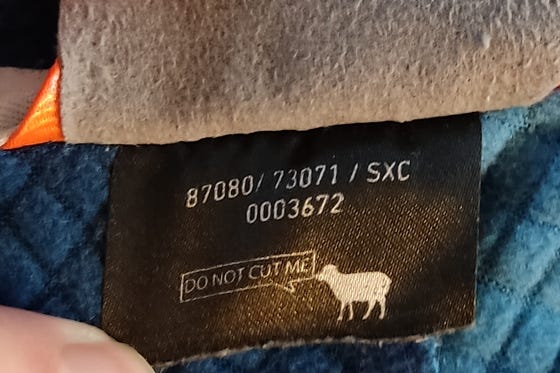 87080/ 73071 / SXC
0003672
DO NOT CUT ME